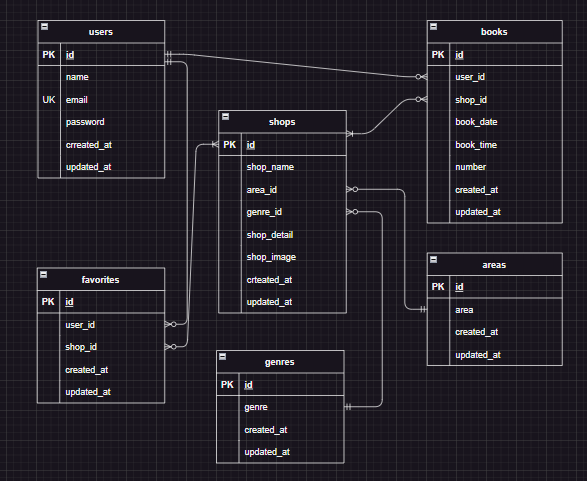 users
PK id
name
UK email
password
crreated_at
updated_at
books
PK id
user_id
shop_id
book_date
book_time
number
created_at
updated_at
shops
PK id
shop_name
area_id
genre_id
shop_detail
shop_image
crteated_at
updated_at
favorites
PK id
user_id
shop_id
created_at
updated_at
areas
PK id
area
created_at
updated_at
genres
PK id
genre
created_at
updated_at